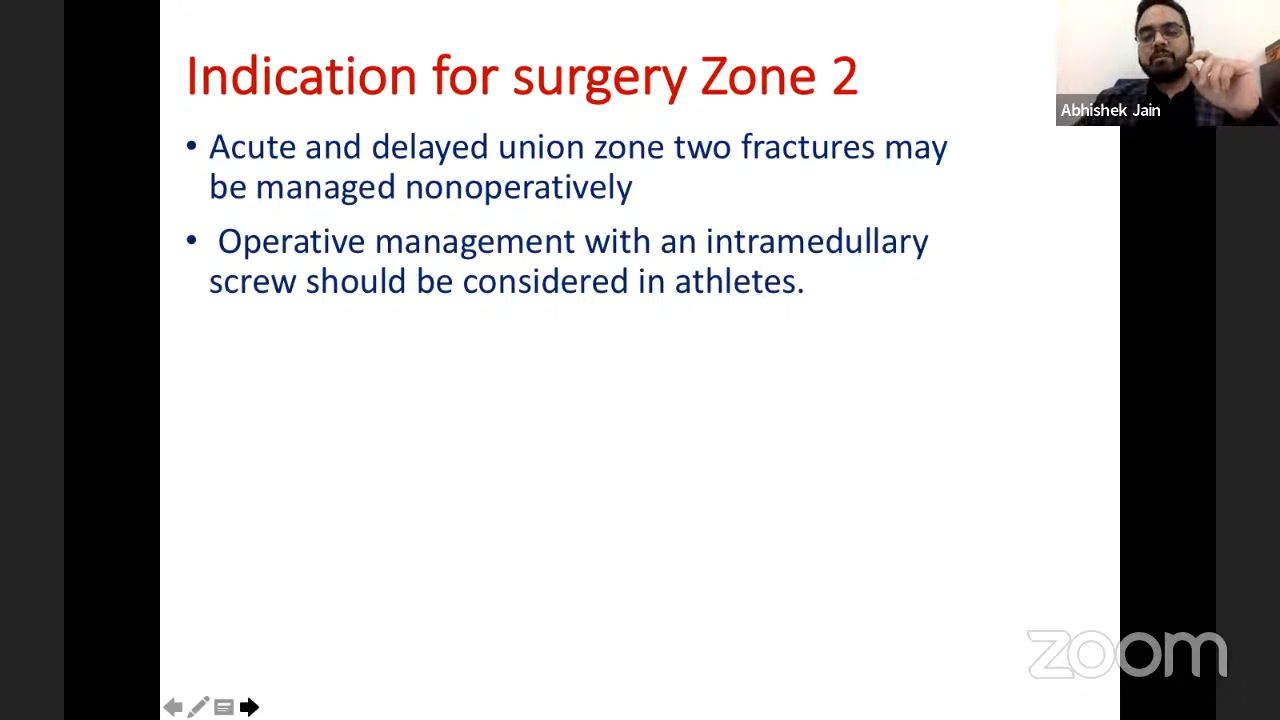 Indication for surgery Zone 2
• Acute and delayed union zone two fractures may
be managed nonoperatively
• Operative management with an intramedullary
screw should be considered in athletes.
Abhishek Jain
zoom